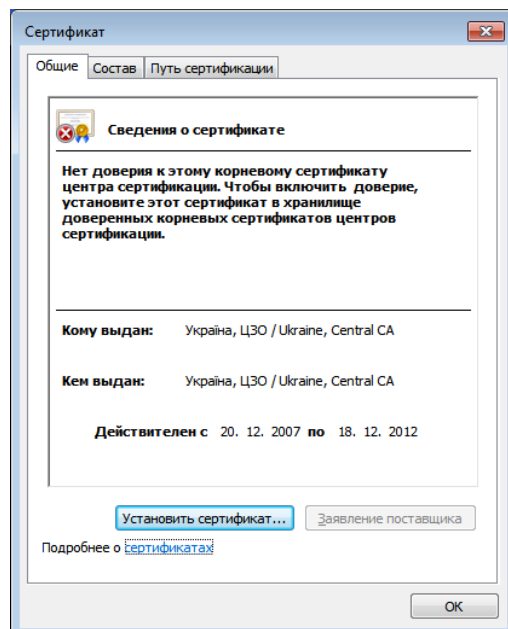 Сертификат
Общие Состав Путь сертификации
Сведения о сертификате
Нет доверия к этому корневому сертификату
центра сертификации. Чтобы включить доверие,
установите этот сертификат в хранилище
доверенных корневых сертификатов центров
сертификации.
Кому выдан: Україна, ЦЗО / Ukraine, Central CA
Кем выдан: Україна, ЦЗО / Ukraine, Central CA
Действителен с 20. 12. 2007 по 18. 12. 2012
Установить сертификат... Заявление поставщика
Подробнее о сертификатах
ОК